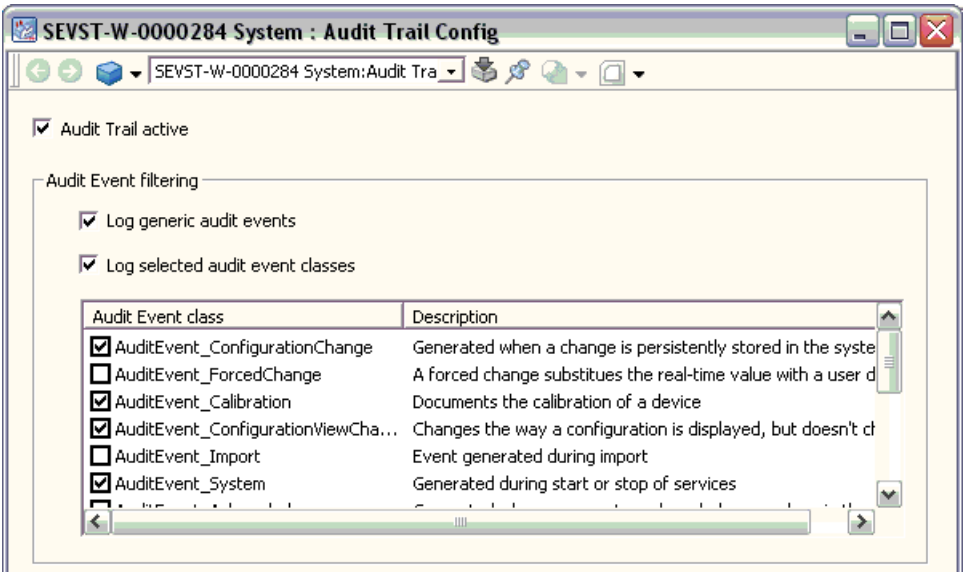 SEVST-W-0000284 System : Audit Trail Config
SEVST-W-0000284 System:Audit Tra
Audit Trail active
Audit Event filtering
Log generic audit events
Log selected audit event classes
Audit Event class Description
AuditEvent_ConfigurationChange Generated when a change is persistently stored in the syste
AuditEvent_ForcedChange A forced change substitues the real-time value with a user d
AuditEvent_Calibration Documents the calibration of a device
AuditEvent_ConfigurationViewCha... Changes the way a configuration is displayed, but doesn't ch
AuditEvent_Import Event generated during import
AuditEvent_System Generated during start or stop of services